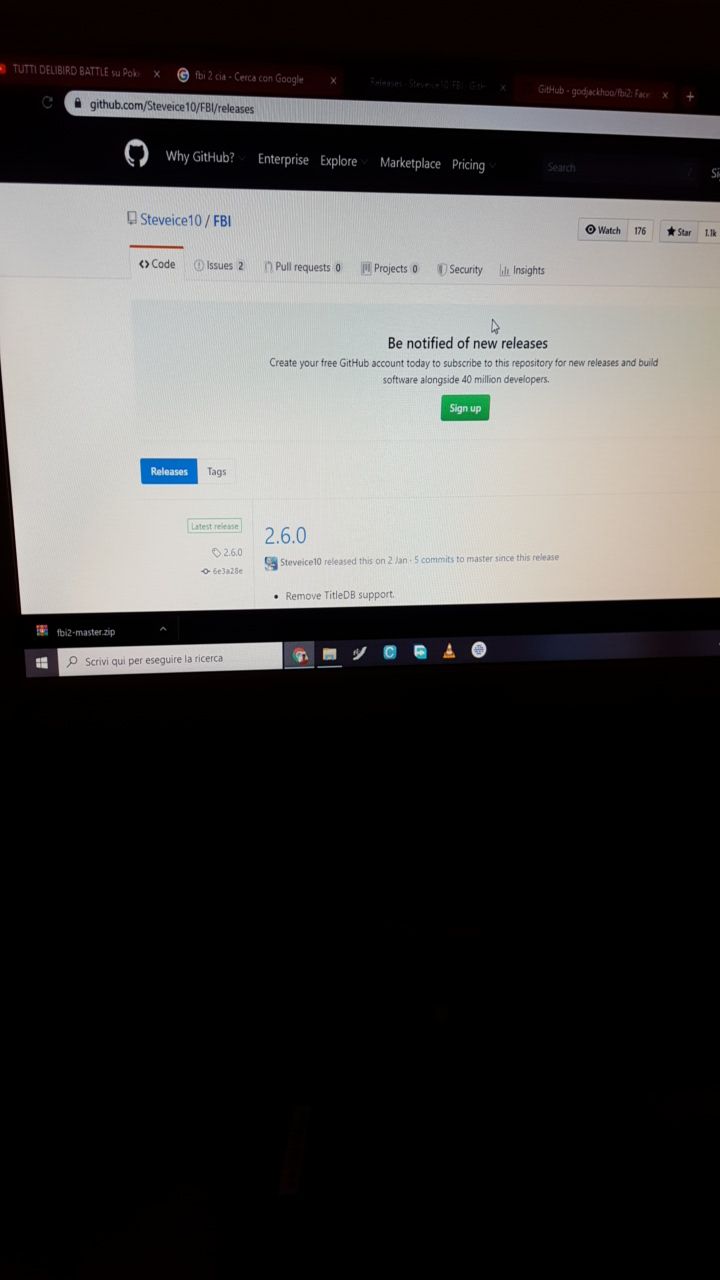 TUTTI DELIBIRD BATTLE su Pok
fbi 2 cia - Cerca con Google
Releases · Steveice10/FBI · GitH
GitHub - godjackhoo/fbi2: Face
github.com/Steveice10/FBI/releases
Why GitHub? Enterprise Explore Marketplace Pricing Search / Si
Steveice10 / FBI
Watch 176 Star 1.1k
Code Issues 2 Pull requests 0 Projects 0 Security Insights
Be notified of new releases
Create your free GitHub account today to subscribe to this repository for new releases and build
software alongside 40 million developers.
Sign up
Releases Tags
Latest release
2.6.0
6e3a28e
2.6.0
Steveice10 released this on 2 Jan · 5 commits to master since this release
Remove TitleDB support.
fbi2-master.zip
Scrivi qui per eseguire la ricerca